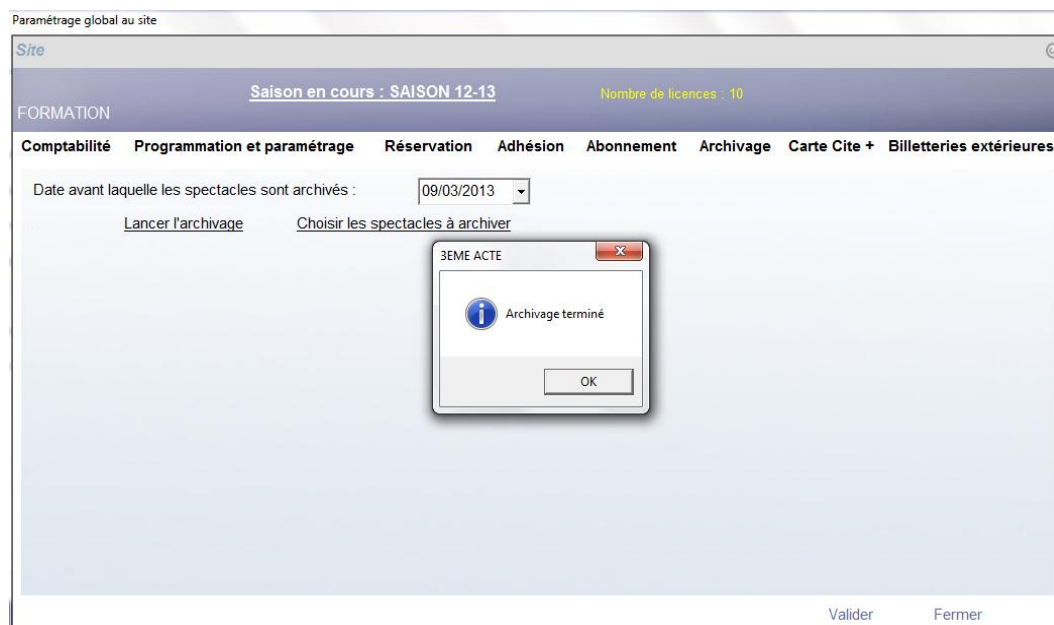 Paramétrage global au site
Site
Saison en cours : SAISON 12-13
Nombre de licences : 10
FORMATION
Comptabilité Programmation et paramétrage Réservation Adhésion Abonnement Archivage Carte Cite + Billetteries extérieures
Date avant laquelle les spectacles sont archivés : 09/03/2013
Lancer l'archivage Choisir les spectacles à archiver
3EME ACTE
Archivage terminé
OK
Valider Fermer